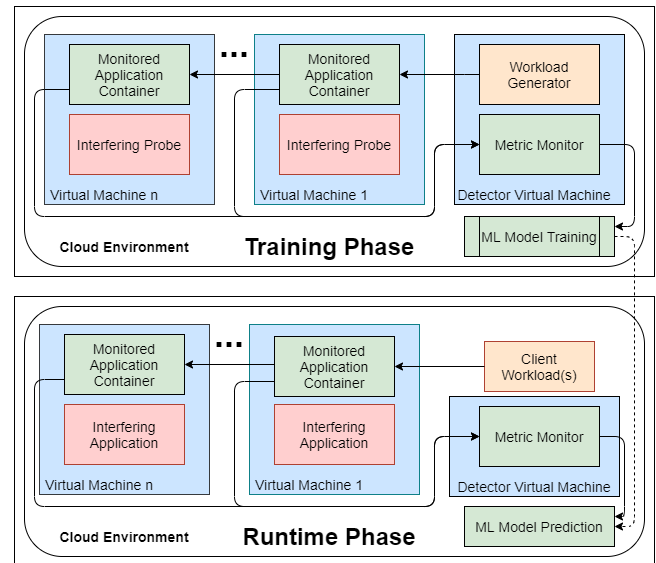 Monitored
Application
Container
Interfering Probe
Virtual Machine n
...
Monitored
Application
Container
Interfering Probe
Virtual Machine 1
Workload
Generator
Metric Monitor
Detector Virtual Machine
ML Model Training
Cloud Environment
Training Phase
Monitored
Application
Container
Interfering
Application
Virtual Machine n
...
Monitored
Application
Container
Interfering
Application
Virtual Machine 1
Client
Workload(s)
Metric Monitor
Detector Virtual Machine
ML Model Prediction
Cloud Environment
Runtime Phase